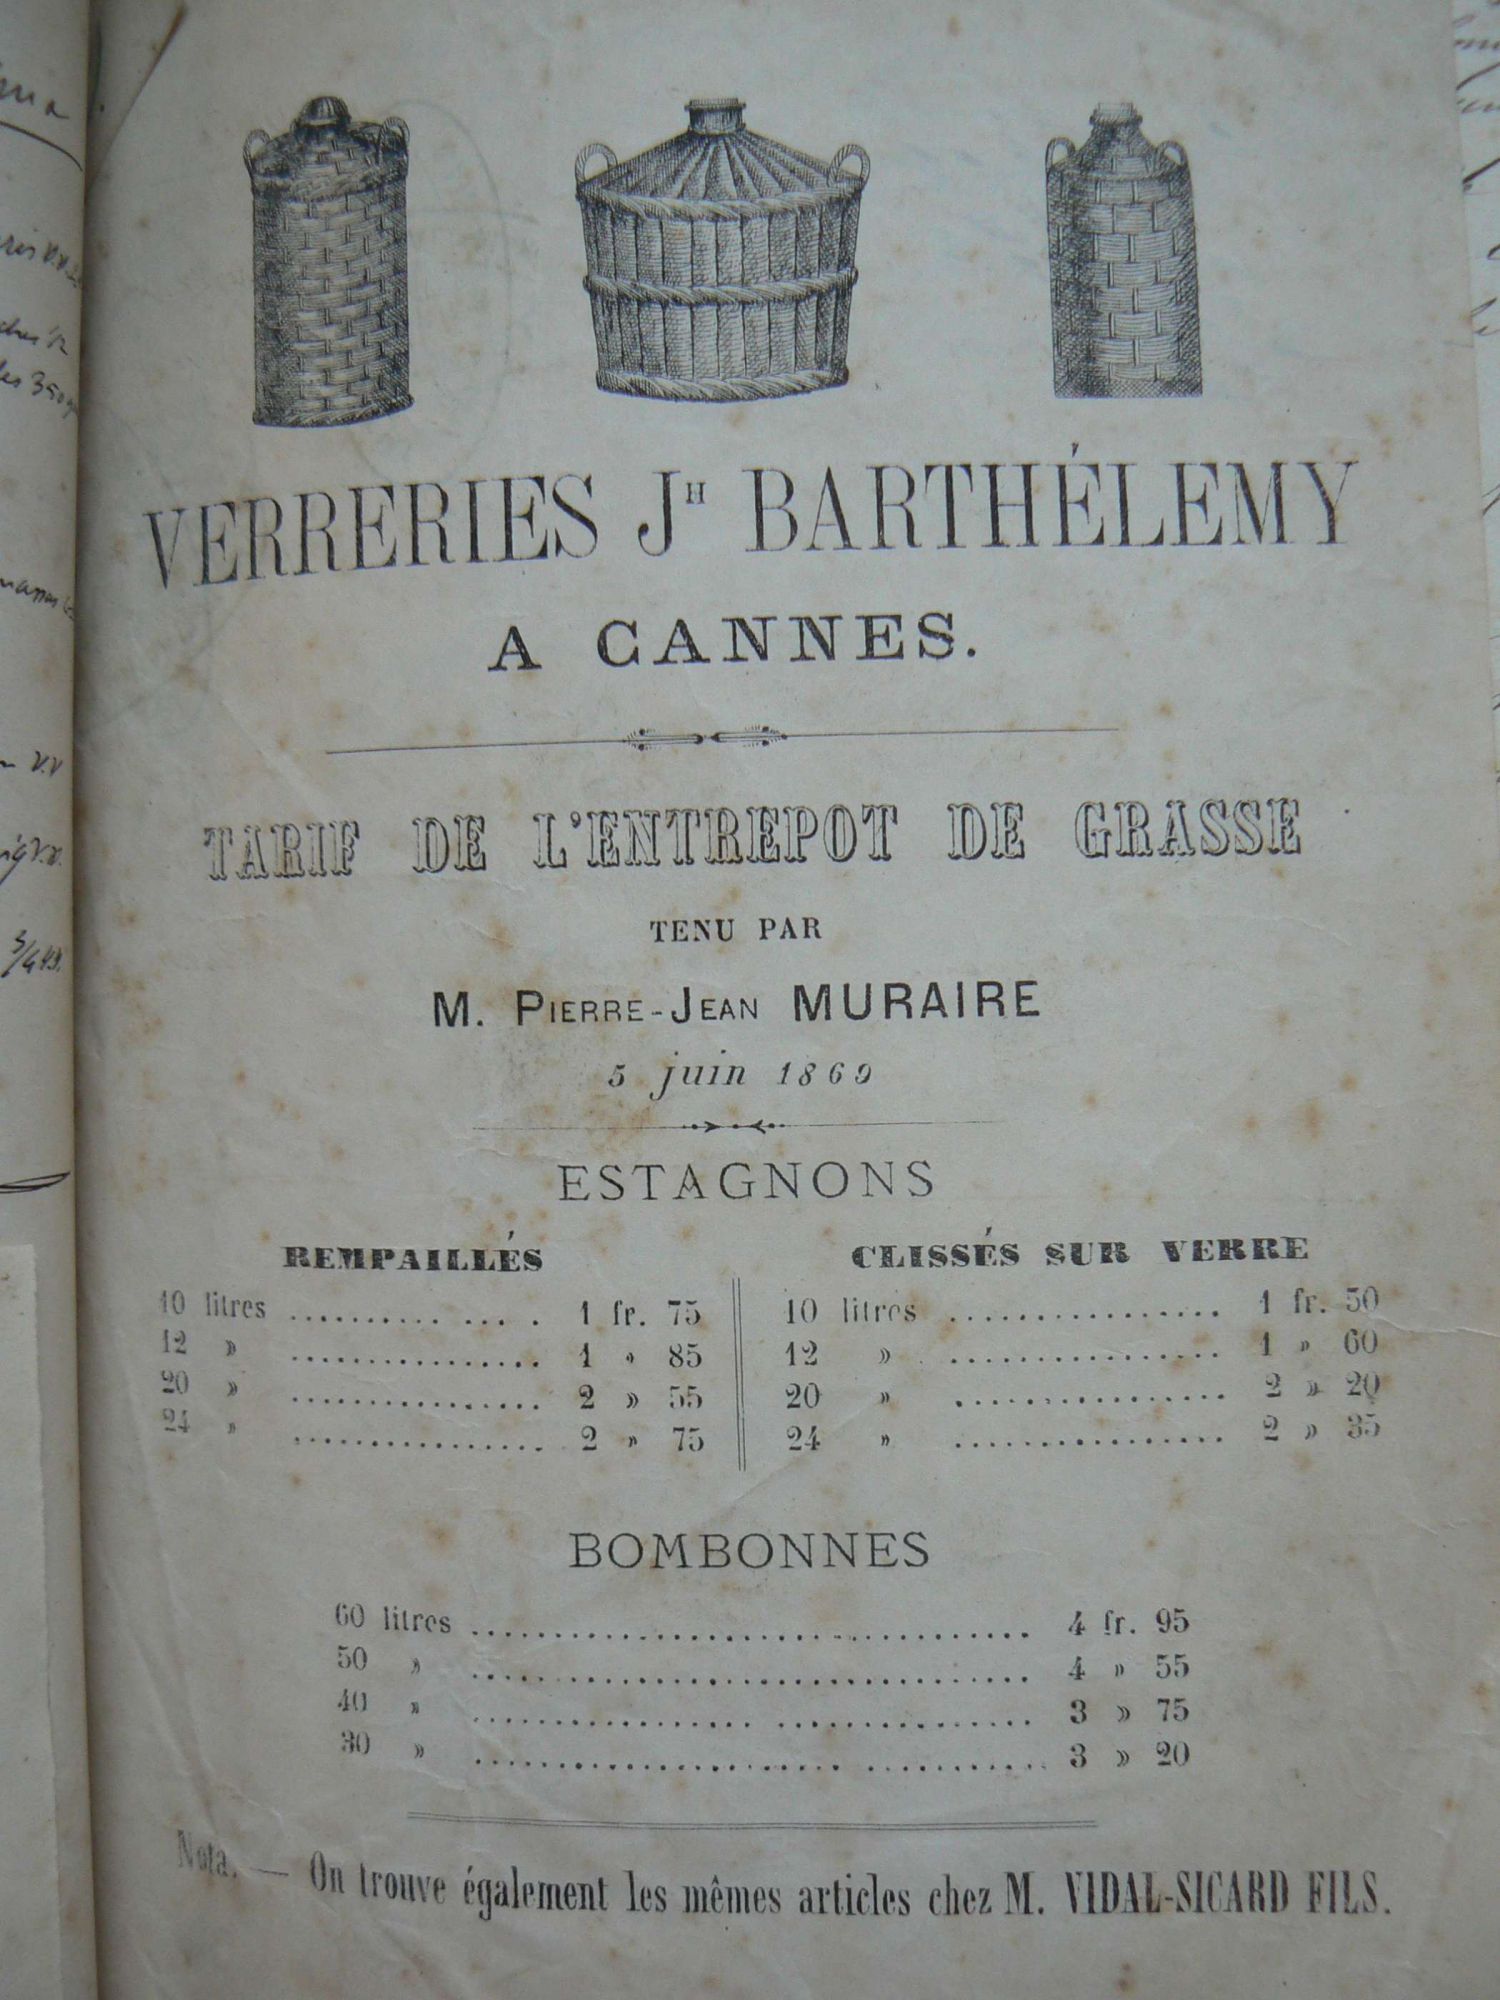 VERRERIES Jᴴ BARTHÉLEMY
A CANNES.
TARIF DE L'ENTREPOT DE GRASSE
TENU PAR
M. PIERRE-JEAN MURAIRE
5 juin 1869
ESTAGNONS
REMPAILLÉS
10 litres .......... ... . 1 fr. 75
12 » ................ 1 » 85
20 » ................ 2 » 55
24 » ................ 2 » 75
CLISSÉS SUR VERRE
10 litres ................ 1 fr. 50
12 » ................ 1 » 60
20 » ................ 2 » 20
24 » ................ 2 » 35
BOMBONNES
60 litres ................................ 4 fr. 95
50 » ................................ 4 » 55
40 » ................................ 3 » 75
30 » ................................ 3 » 20
Nota. — On trouve également les mêmes articles chez M. VIDAL-SICARD FILS.